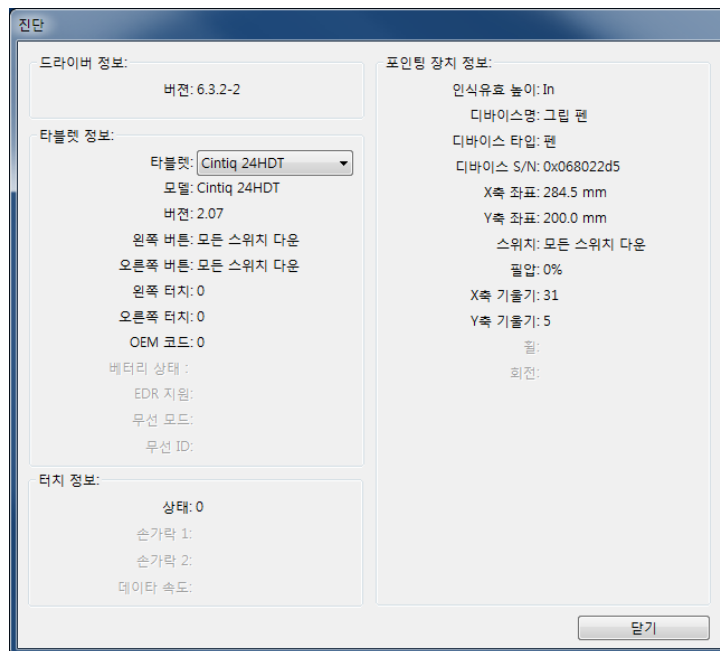 진단
드라이버 정보:
버젼: 6.3.2-2
타블렛 정보:
타블렛: Cintiq 24HDT
모델: Cintiq 24HDT
버젼: 2.07
왼쪽 버튼: 모든 스위치 다운
오른쪽 버튼: 모든 스위치 다운
왼쪽 터치: 0
오른쪽 터치: 0
OEM 코드: 0
베터리 상태 :
EDR 지원:
무선 모드:
무선 ID:
터치 정보:
상태: 0
손가락 1:
손가락 2:
데이타 속도:
포인팅 장치 정보:
인식유효 높이: In
디바이스명: 그립 펜
디바이스 타입: 펜
디바이스 S/N: 0x068022d5
X축 좌표: 284.5 mm
Y축 좌표: 200.0 mm
스위치: 모든 스위치 다운
필압: 0%
X축 기울기: 31
Y축 기울기: 5
휠:
회전:
닫기